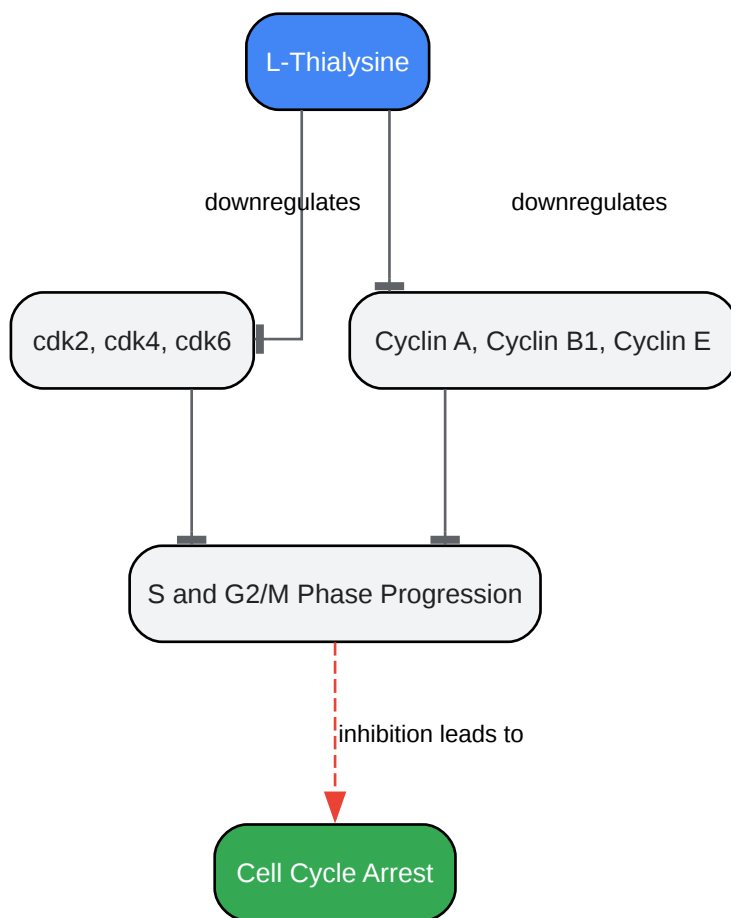 L-Thialysine
downregulates
downregulates
cdk2, cdk4, cdk6
Cyclin A, Cyclin B1, Cyclin E
S and G2/M Phase Progression
inhibition leads to
Cell Cycle Arrest